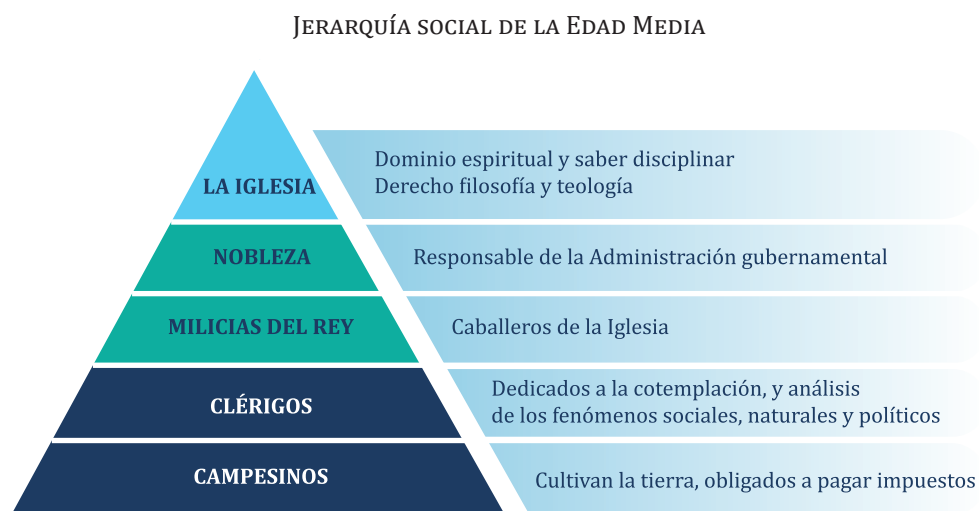 Jerarquía social de la Edad Media
LA IGLESIA
Dominio espiritual y saber disciplinar
Derecho filosofía y teología
NOBLEZA
Responsable de la Administración gubernamental
MILICIAS DEL REY
Caballeros de la Iglesia
CLÉRIGOS
Dedicados a la cotemplación, y análisis
de los fenómenos sociales, naturales y políticos
CAMPESINOS
Cultivan la tierra, obligados a pagar impuestos